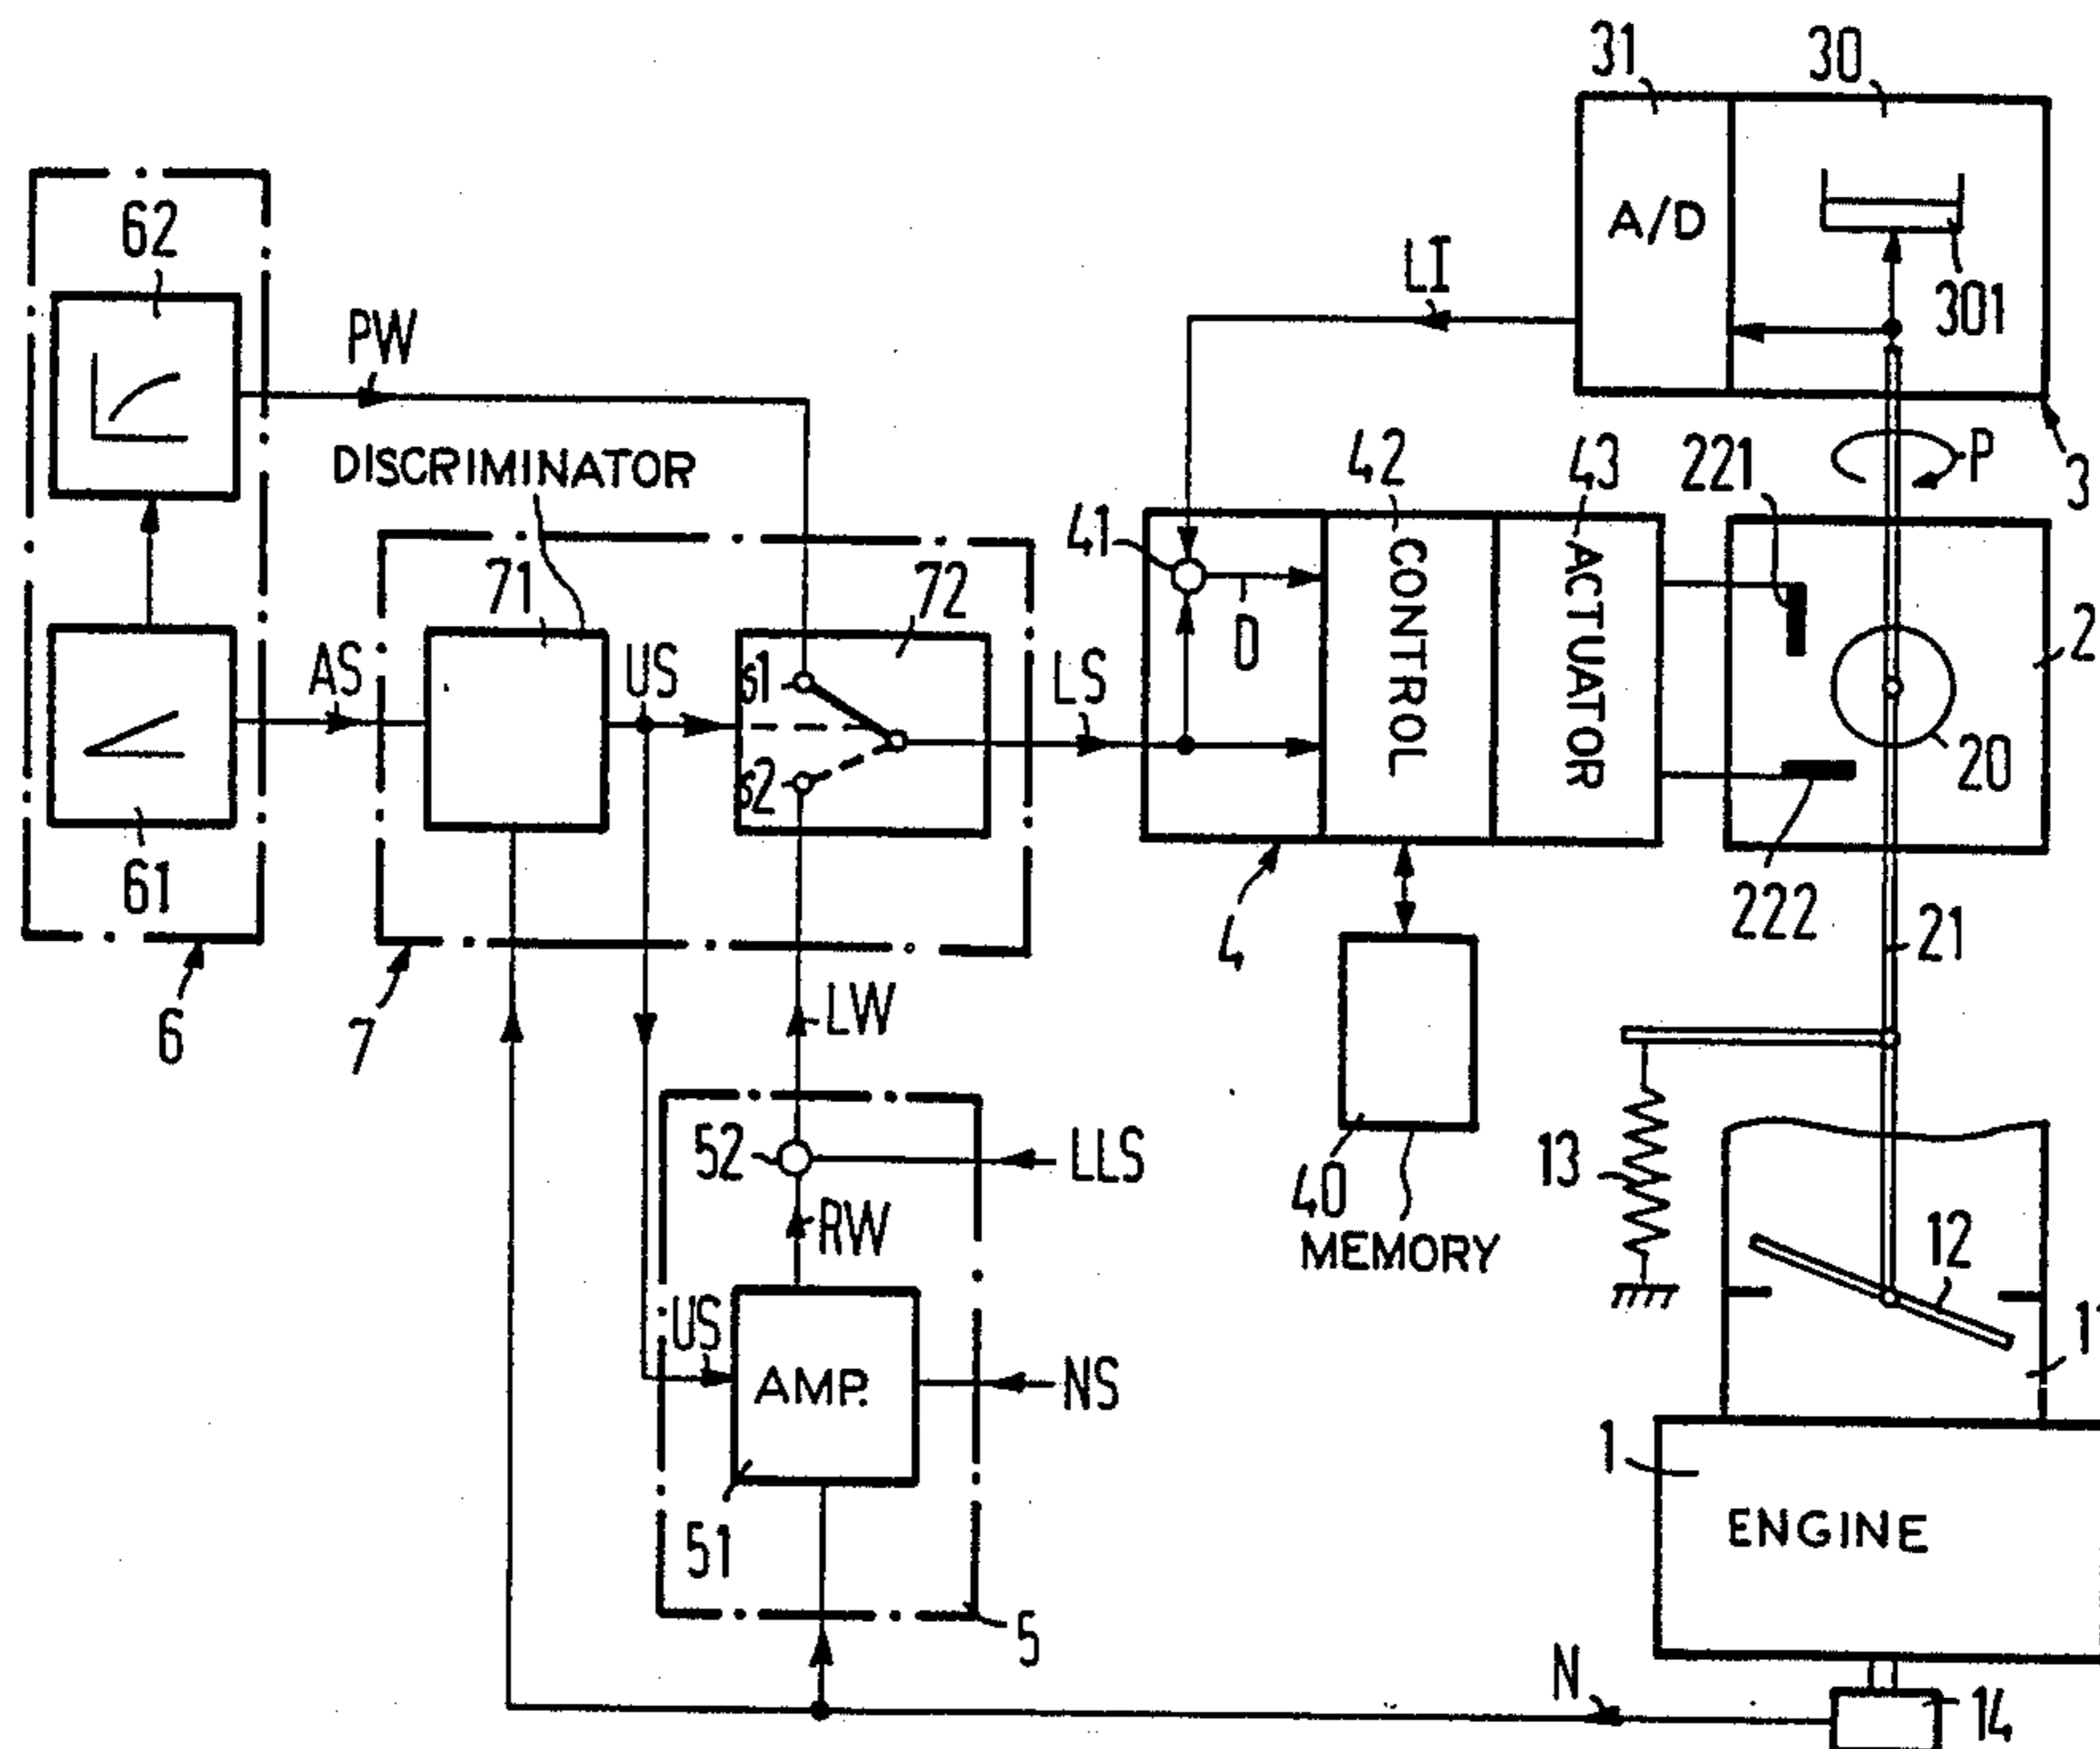 31
30
62
A/D
LI
301
PW
DISCRIMINATOR
42
43
221
P
3
41
71
72
CONTROL
ACTUATOR
AS
US
s1
D
LS
2
s2
20
61
222
4
21
6
7
LW
52
LLS
13
40
RW
MEMORY
12
US
AMP.
NS
11
1
51
ENGINE
5
N
14